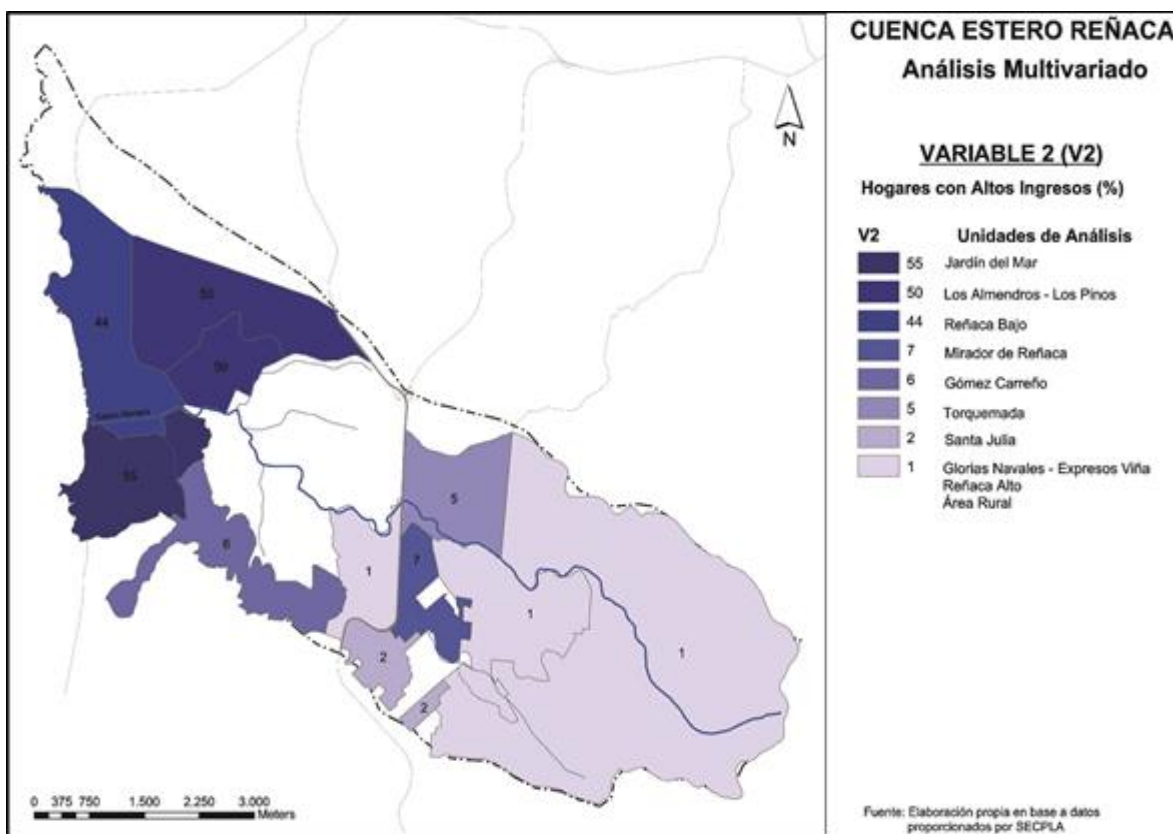 CUENCA ESTERO REÑACA
Análisis Multivariado
N
VARIABLE 2 (V2)
Hogares con Altos Ingresos (%)
V2 Unidades de Análisis
55 Jardín del Mar
50 Los Almendros - Los Pinos
44 Reñaca Bajo
7 Mirador de Reñaca
6 Gómez Carreño
5 Torquemada
2 Santa Julia
1 Glorias Navales - Expresos Viña
Reñaca Alto
Área Rural
44
50
50
55
6
5
7
1
1
1
2
2
0 375 750 1.500 2.250 3.000
Meters
Fuente: Elaboración propia en base a datos
proporcionados por SECPLA